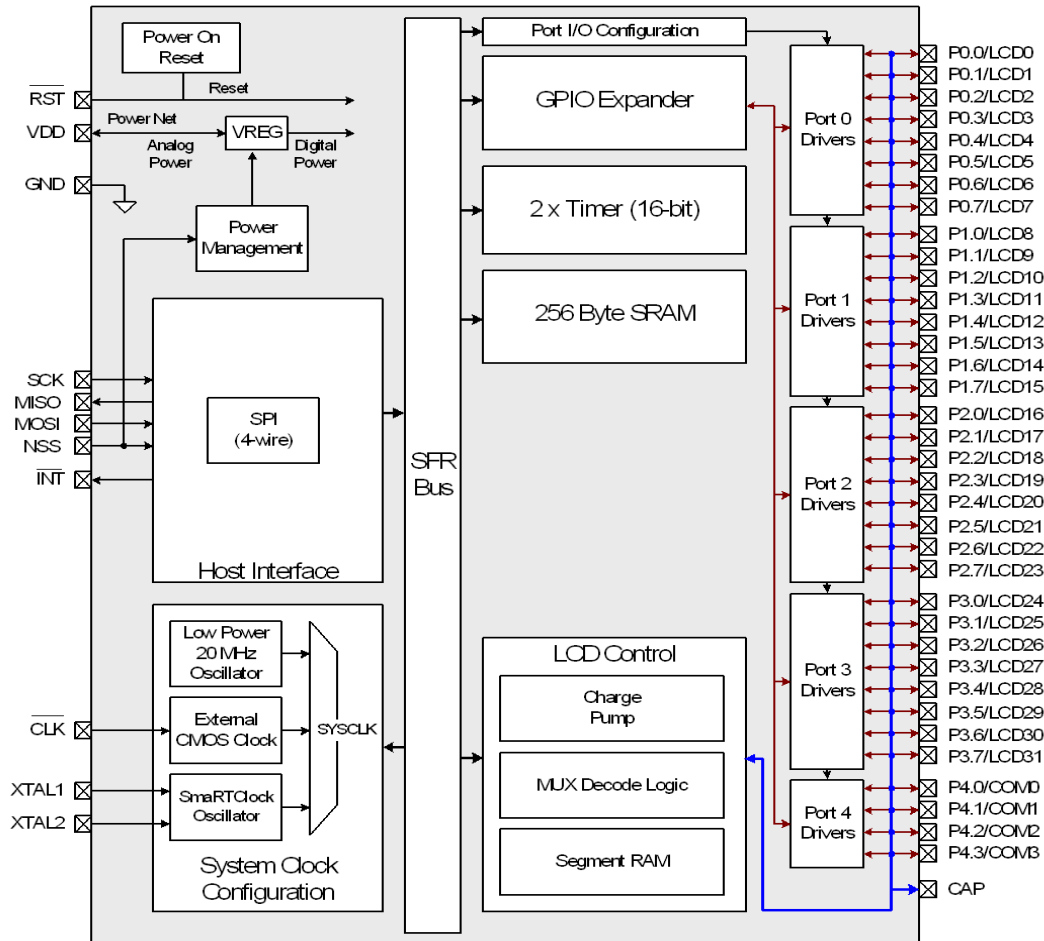 Power On
Reset
RST
Reset
VDD
Power Net
VREG
Analog
Power
Digital
Power
GND
Power
Management
SCK
MISO
MOSI
NSS
INT
SPI
(4-wire)
Host Interface
Low Power
20 MHz
Oscillator
CLK
External
CMOS Clock
SYSCLK
XTAL1
XTAL2
SmaRTClock
Oscillator
System Clock
Configuration
SFR
Bus
Port I/O Configuration
GPIO Expander
2 x Timer (16-bit)
256 Byte SRAM
LCD Control
Charge
Pump
MUX Decode Logic
Segment RAM
Port 0
Drivers
Port 1
Drivers
Port 2
Drivers
Port 3
Drivers
Port 4
Drivers
P0.0/LCD0
P0.1/LCD1
P0.2/LCD2
P0.3/LCD3
P0.4/LCD4
P0.5/LCD5
P0.6/LCD6
P0.7/LCD7
P1.0/LCD8
P1.1/LCD9
P1.2/LCD10
P1.3/LCD11
P1.4/LCD12
P1.5/LCD13
P1.6/LCD14
P1.7/LCD15
P2.0/LCD16
P2.1/LCD17
P2.2/LCD18
P2.3/LCD19
P2.4/LCD20
P2.5/LCD21
P2.6/LCD22
P2.7/LCD23
P3.0/LCD24
P3.1/LCD25
P3.2/LCD26
P3.3/LCD27
P3.4/LCD28
P3.5/LCD29
P3.6/LCD30
P3.7/LCD31
P4.0/COM0
P4.1/COM1
P4.2/COM2
P4.3/COM3
CAP